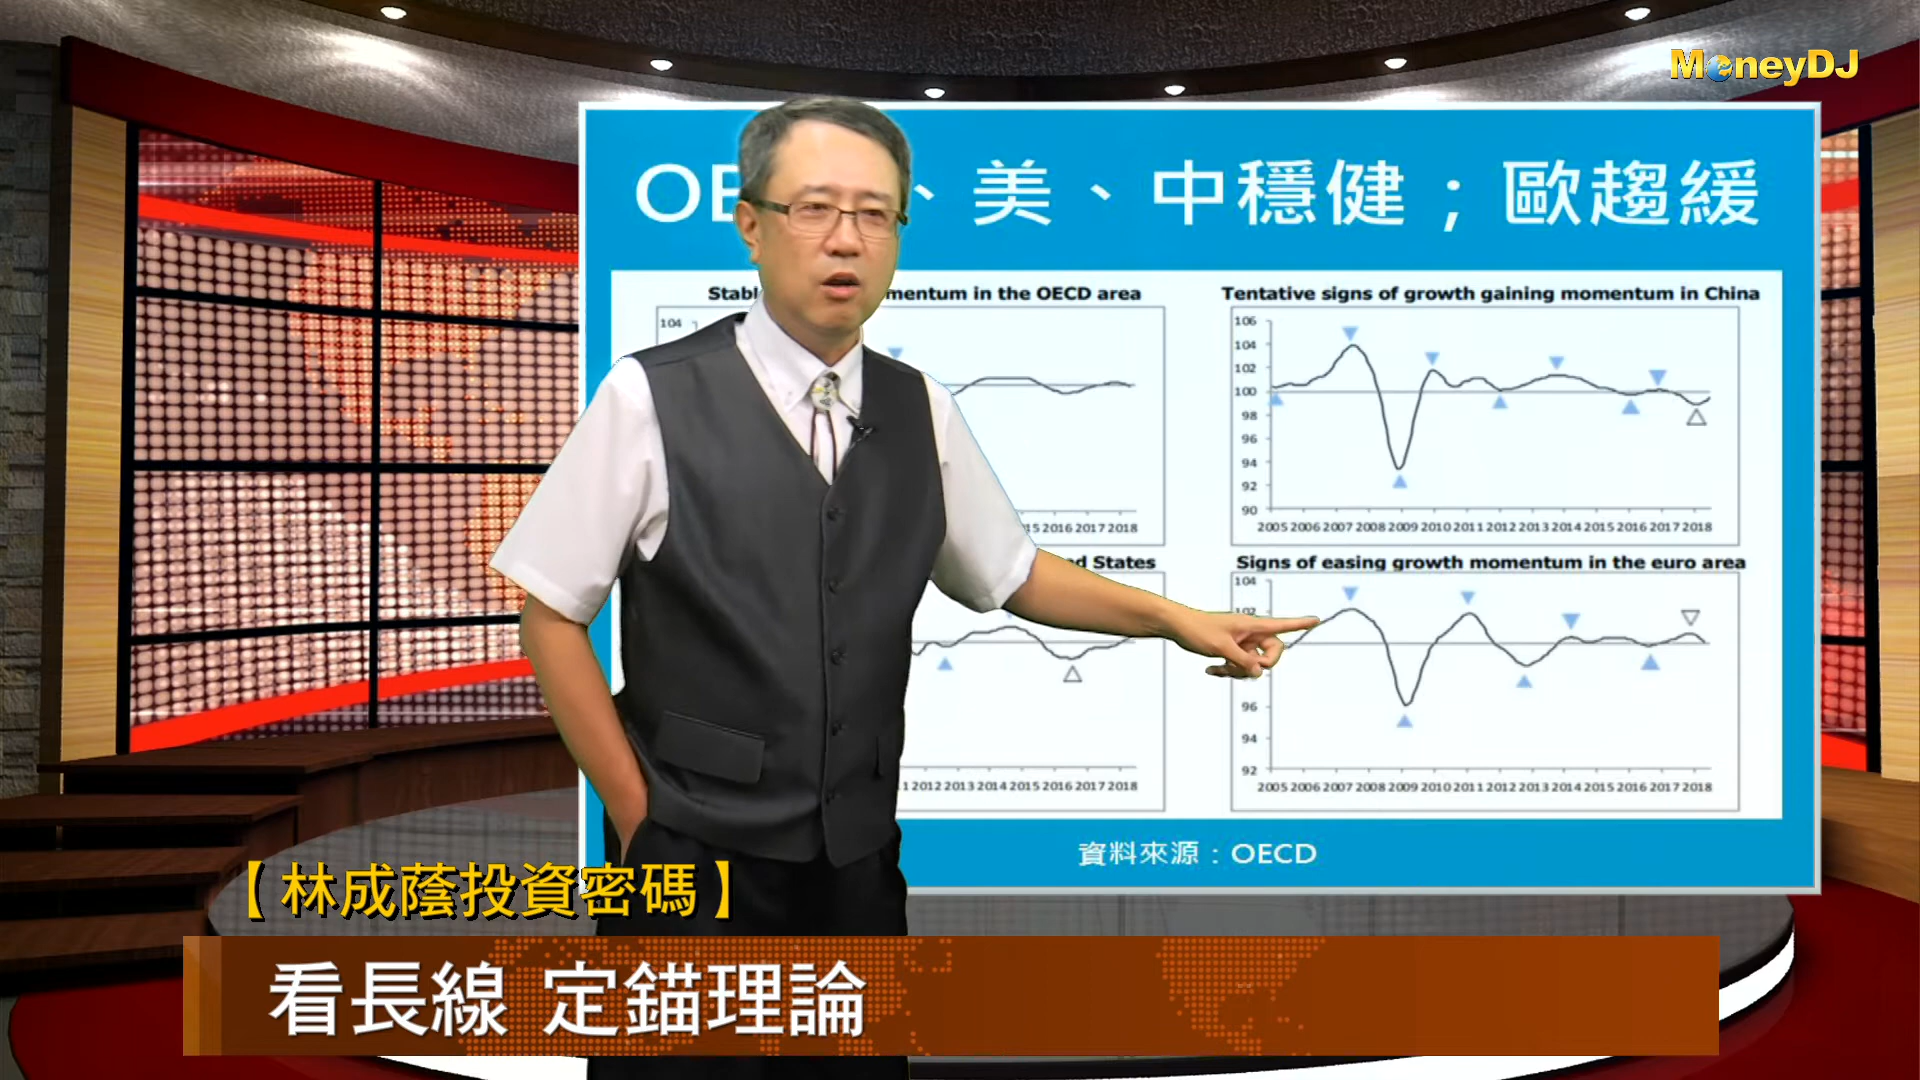 MoneyDJ
、美、中穩健；歐趨緩
mentum in the OECD area
104
2016 2017 2018
Tentative signs of growth gaining momentum in China
106
104
102
100
98
96
94
92
90
2005 2006 2007 2008 2009 2010 2011 2012 2013 2014 2015 2016 2017 2018
States
2012 2013 2014 2015 2016 2017 2018
Signs of easing growth momentum in the euro area
104
102
96
94
92
2005 2006 2007 2008 2009 2010 2011 2012 2013 2014 2015 2016 2017 2018
資料來源：OECD
【林成蔭投資密碼】
看長線 定錨理論